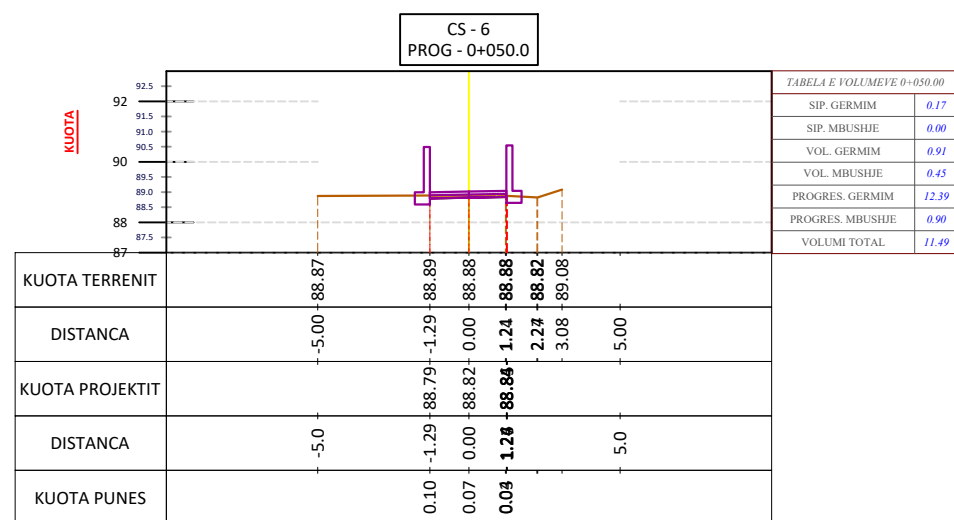 CS - 6
PROG - 0+050.0
KUOTA
92.5
92
91.5
91.0
90.5
90
89.5
89.0
88.5
88
87.5
87
TABELA E VOLUMEVE 0+050.00
SIP. GERMIM 0.17
SIP. MBUSHJE 0.00
VOL. GERMIM 0.91
VOL. MBUSHJE 0.45
PROGRES. GERMIM 12.39
PROGRES. MBUSHJE 0.90
VOLUMI TOTAL 11.49
KUOTA TERRENIT 88.87 88.89 88.88 88.88 88.82 89.08
DISTANCA -5.00 -1.29 0.00 3.08 5.00
KUOTA PROJEKTIT 88.79 88.82
DISTANCA -5.0 -1.29 0.00 5.0
KUOTA PUNES 0.10 0.07